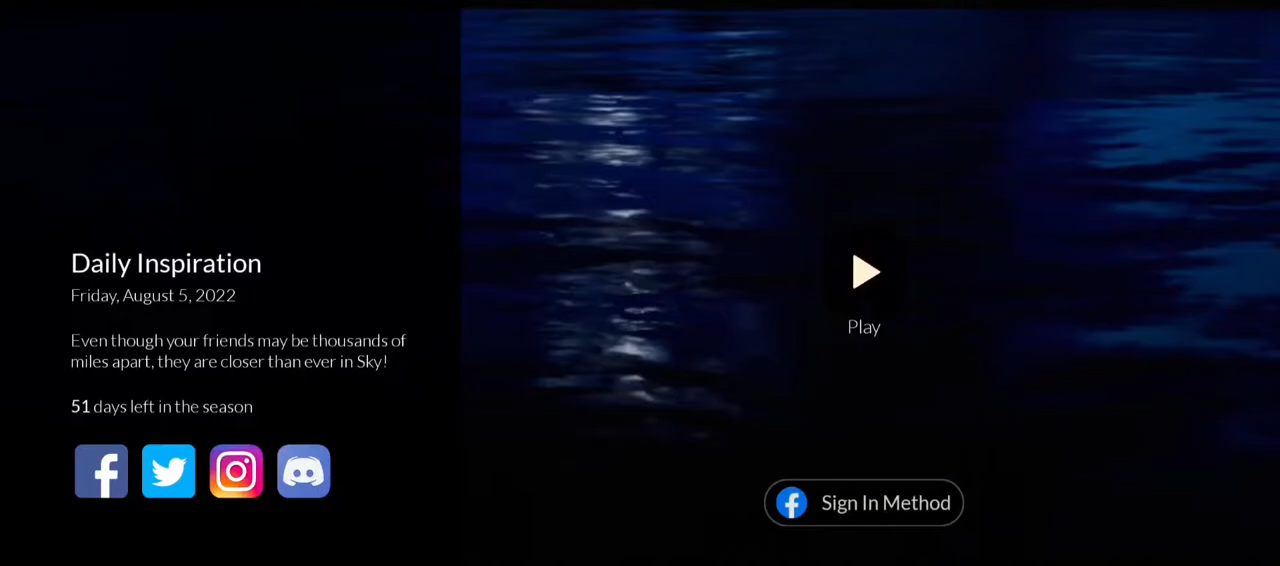 Daily Inspiration
Friday, August 5, 2022
Even though your friends may be thousands of
miles apart, they are closer than ever in Sky!
51 days left in the season
Play
Sign In Method